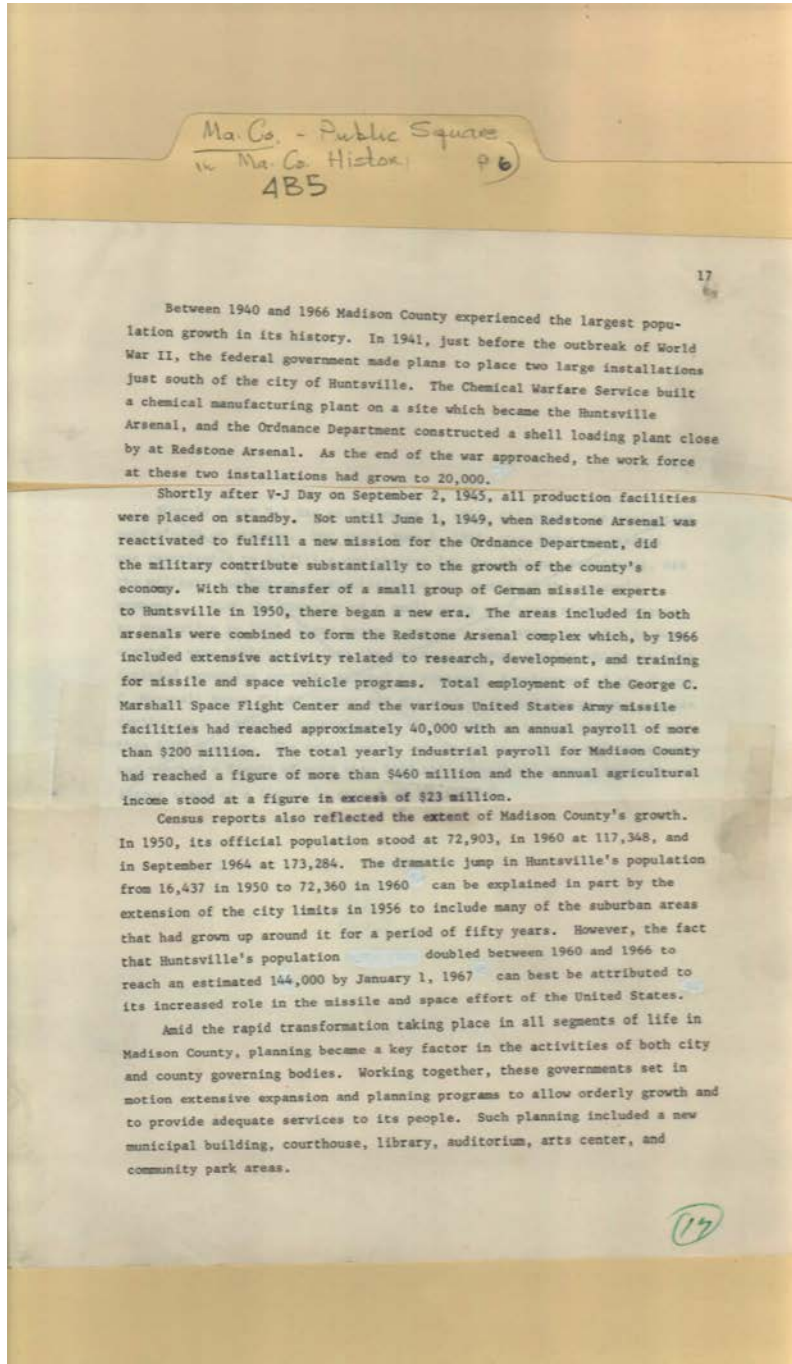 Ma. Co. - Public Square
in Ma. Co. Histor P 6)
4B5
17
Between 1940 and 1966 Madison County experienced the largest popu-
lation growth in its history. In 1941, just before the outbreak of World
War II, the federal government made plans to place two large installations
just south of the city of Huntsville. The Chemical Warfare Service built
a chemical manufacturing plant on a site which became the Huntsville
Arsenal, and the Ordnance Department constructed a shell loading plant close
by at Redstone Arsenal. As the end of the war approached, the work force
at these two installations had grown to 20,000.
Shortly after V-J Day on September 2, 1945, all production facilities
were placed on standby. Not until June 1, 1949, when Redstone Arsenal was
reactivated to fulfill a new mission for the Ordnance Department, did
the military contribute substantially to the growth of the county's
economy. With the transfer of a small group of German missile experts
to Huntsville in 1950, there began a new era. The areas included in both
arsenals were combined to form the Redstone Arsenal complex which, by 1966
included extensive activity related to research, development, and training
for missile and space vehicle programs. Total employment of the George C.
Marshall Space Flight Center and the various United States Army missile
facilities had reached approximately 40,000 with an annual payroll of more
than $200 million. The total yearly industrial payroll for Madison County
had reached a figure of more than $460 million and the annual agricultural
income stood at a figure in excess of $23 million.
Census reports also reflected the extent of Madison County's growth.
In 1950, its official population stood at 72,903, in 1960 at 117,348, and
in September 1964 at 173,284. The dramatic jump in Huntsville's population
from 16,437 in 1950 to 72,360 in 1960 can be explained in part by the
extension of the city limits in 1956 to include many of the suburban areas
that had grown up around it for a period of fifty years. However, the fact
that Huntsville's population doubled between 1960 and 1966 to
reach an estimated 144,000 by January 1, 1967 can best be attributed to
its increased role in the missile and space effort of the United States.
Amid the rapid transformation taking place in all segments of life in
Madison County, planning became a key factor in the activities of both city
and county governing bodies. Working together, these governments set in
motion extensive expansion and planning programs to allow orderly growth and
to provide adequate services to its people. Such planning included a new
municipal building, courthouse, library, auditorium, arts center, and
community park areas.
17